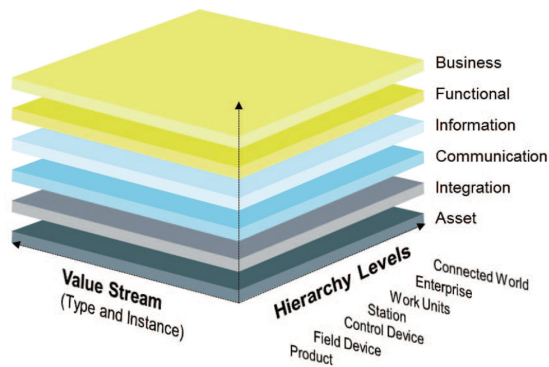 Business
Functional
Information
Communication
Integration
Asset
Value Stream
(Type and Instance)
Hierarchy Levels
Connected World
Enterprise
Work Units
Station
Control Device
Field Device
Product